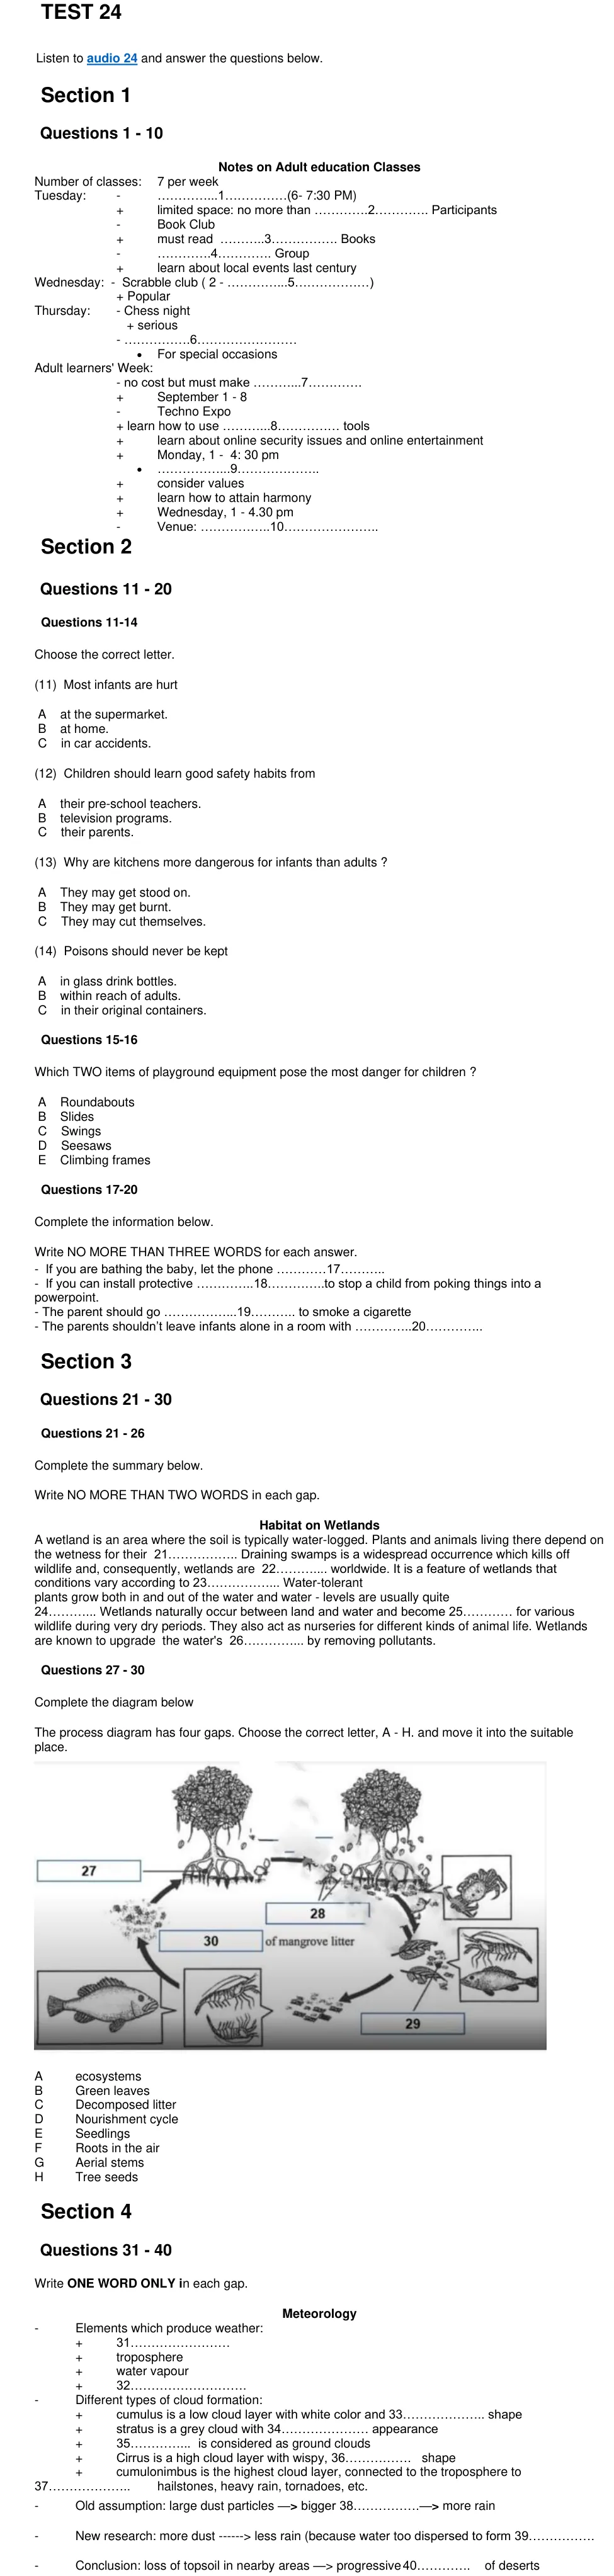 TEST 24
Listen to audio 24 and answer the questions below.
Section 1
Questions 1 - 10
Notes on Adult education Classes
Number of classes: 7 per week
Tuesday: - …………...1……………(6- 7:30 PM)
+ limited space: no more than ………….2…………. Participants
- Book Club
+ must read ………..3……………. Books
- ………….4…………. Group
+ learn about local events last century
Wednesday: - Scrabble club ( 2 - …………..5………………)
+ Popular
Thursday: - Chess night
+ serious
- …………….6……………………
• For special occasions
Adult learners' Week:
- no cost but must make ………...7………….
+ September 1 - 8
- Techno Expo
+ learn how to use ………...8…………… tools
+ learn about online security issues and online entertainment
+ Monday, 1 - 4: 30 pm
• ……………...9………………..
+ consider values
+ learn how to attain harmony
+ Wednesday, 1 - 4.30 pm
- Venue: ……………..10…………………..
Section 2
Questions 11 - 20
Questions 11-14
Choose the correct letter.
(11) Most infants are hurt
A at the supermarket.
B at home.
C in car accidents.
(12) Children should learn good safety habits from
A their pre-school teachers.
B television programs.
C their parents.
(13) Why are kitchens more dangerous for infants than adults ?
A They may get stood on.
B They may get burnt.
C They may cut themselves.
(14) Poisons should never be kept
A in glass drink bottles.
B within reach of adults.
C in their original containers.
Questions 15-16
Which TWO items of playground equipment pose the most danger for children ?
A Roundabouts
B Slides
C Swings
D Seesaws
E Climbing frames
Questions 17-20
Complete the information below.
Write NO MORE THAN THREE WORDS for each answer.
- If you are bathing the baby, let the phone …………17……….
- If you can install protective …………..18………….to stop a child from poking things into a
powerpoint.
- The parent should go ……………...19……….. to smoke a cigarette
- The parents shouldn't leave infants alone in a room with …………..20…………..
Section 3
Questions 21 - 30
Questions 21 - 26
Complete the summary below.
Write NO MORE THAN TWO WORDS in each gap.
Habitat on Wetlands
A wetland is an area where the soil is typically water-logged. Plants and animals living there depend on
the wetness for their 21…………….. Draining swamps is a widespread occurrence which kills off
wildlife and, consequently, wetlands are 22………... worldwide. It is a feature of wetlands that
conditions vary according to 23……………... Water-tolerant
plants grow both in and out of the water and water - levels are usually quite
24………... Wetlands naturally occur between land and water and become 25………… for various
wildlife during very dry periods. They also act as nurseries for different kinds of animal life. Wetlands
are known to upgrade the water's 26…………... by removing pollutants.
Questions 27 - 30
Complete the diagram below
The process diagram has four gaps. Choose the correct letter, A - H. and move it into the suitable
place.
27
28
30 of mangrove litter
29
A ecosystems
B Green leaves
C Decomposed litter
D Nourishment cycle
E Seedlings
F Roots in the air
G Aerial stems
H Tree seeds
Section 4
Questions 31 - 40
Write ONE WORD ONLY in each gap.
Meteorology
- Elements which produce weather:
+ 31……………………
+ troposphere
+ water vapour
+ 32……………………….
- Different types of cloud formation:
+ cumulus is a low cloud layer with white color and 33……………….. shape
+ stratus is a grey cloud with 34………………… appearance
+ 35…………... is considered as ground clouds
+ Cirrus is a high cloud layer with wispy, 36……………. shape
+ cumulonimbus is the highest cloud layer, connected to the troposphere to
37……………….. hailstones, heavy rain, tornadoes, etc.
- Old assumption: large dust particles —> bigger 38…………….—> more rain
- New research: more dust ------> less rain (because water too dispersed to form 39…………….
- Conclusion: loss of topsoil in nearby areas —> progressive 40…………. of deserts